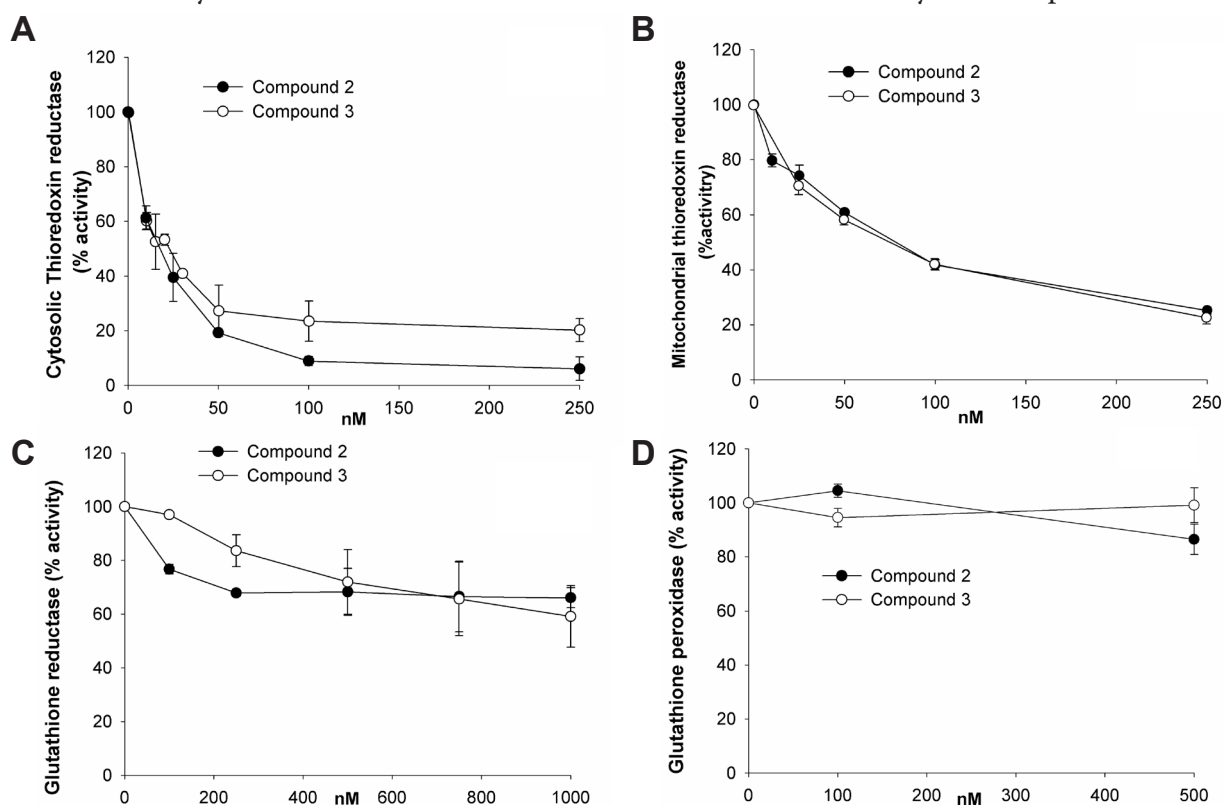 A
Cytosolic Thioredoxin reductase
(% activity)
120
100
80
60
40
20
0
Compound 2
Compound 3
0 50 100 150 200 250
nM
B
Mitochondrial thioredoxin reductase
(%activitry)
120
100
80
60
40
20
0
Compound 2
Compound 3
0 50 100 150 200 250
nM
C
Glutathione reductase (% activity)
120
100
80
60
40
20
0
Compound 2
Compound 3
0 200 400 600 800 1000
nM
D
Glutathione peroxidase (% activity)
120
100
80
60
40
20
0
Compound 2
Compound 3
0 100 200 300 400 500
nM